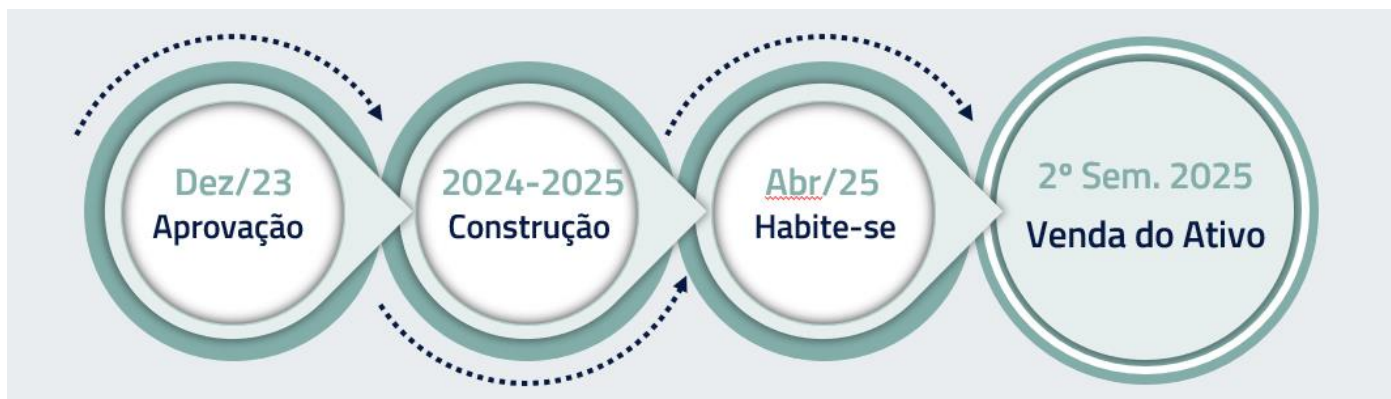 Dez/23
Aprovação
2024-2025
Construção
Abr/25
Habite-se
2º Sem. 2025
Venda do Ativo